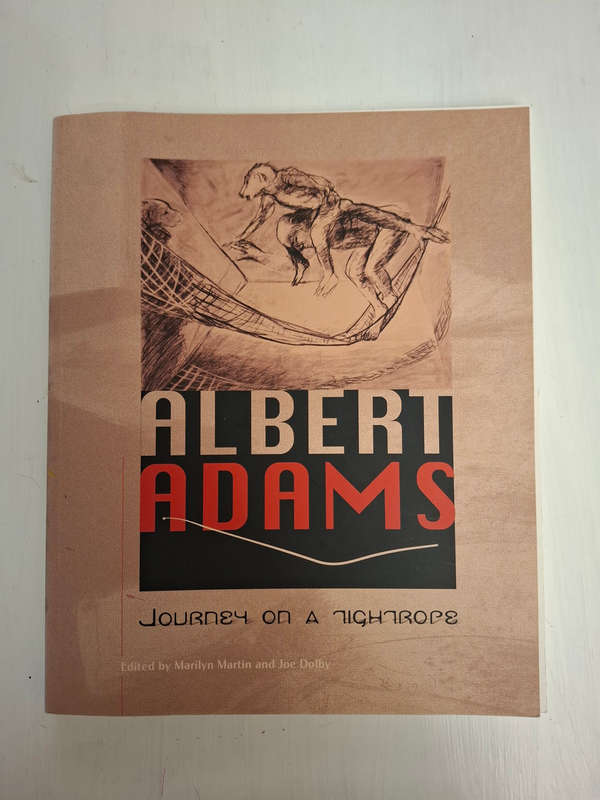 ALBERT
ADAMS
JOURNEY ON A TIGHTROPE
Edited by Marilyn Martin and Joe Dolby